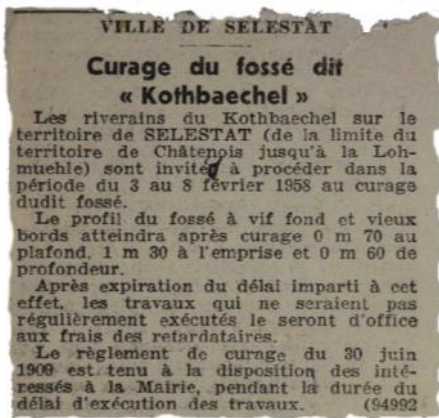 VILLE DE SELESTAT
Curage du fossé dit
« Kothbaechel »
Les riverains du Kothbaechel sur le
territoire de SELESTAT (de la limite du
territoire de Châtenois jusqu'à la Loh-
muehle) sont invités à procéder dans la
période du 3 au 8 février 1958 au curage
dudit fossé.
Le profil du fossé à vif fond et vieux
bords atteindra après curage 0 m 70 au
plafond, 1 m 30 à l'emprise et 0 m 60 de
profondeur.
Après expiration du délai imparti à cet
effet, les travaux qui ne seraient pas
régulièrement exécutés le seront d'office
aux frais des retardataires.
Le règlement de curage du 30 juin
1909 est tenu à la disposition des inté-
ressés à la Mairie, pendant la durée du
délai d'exécution des travaux. (94992